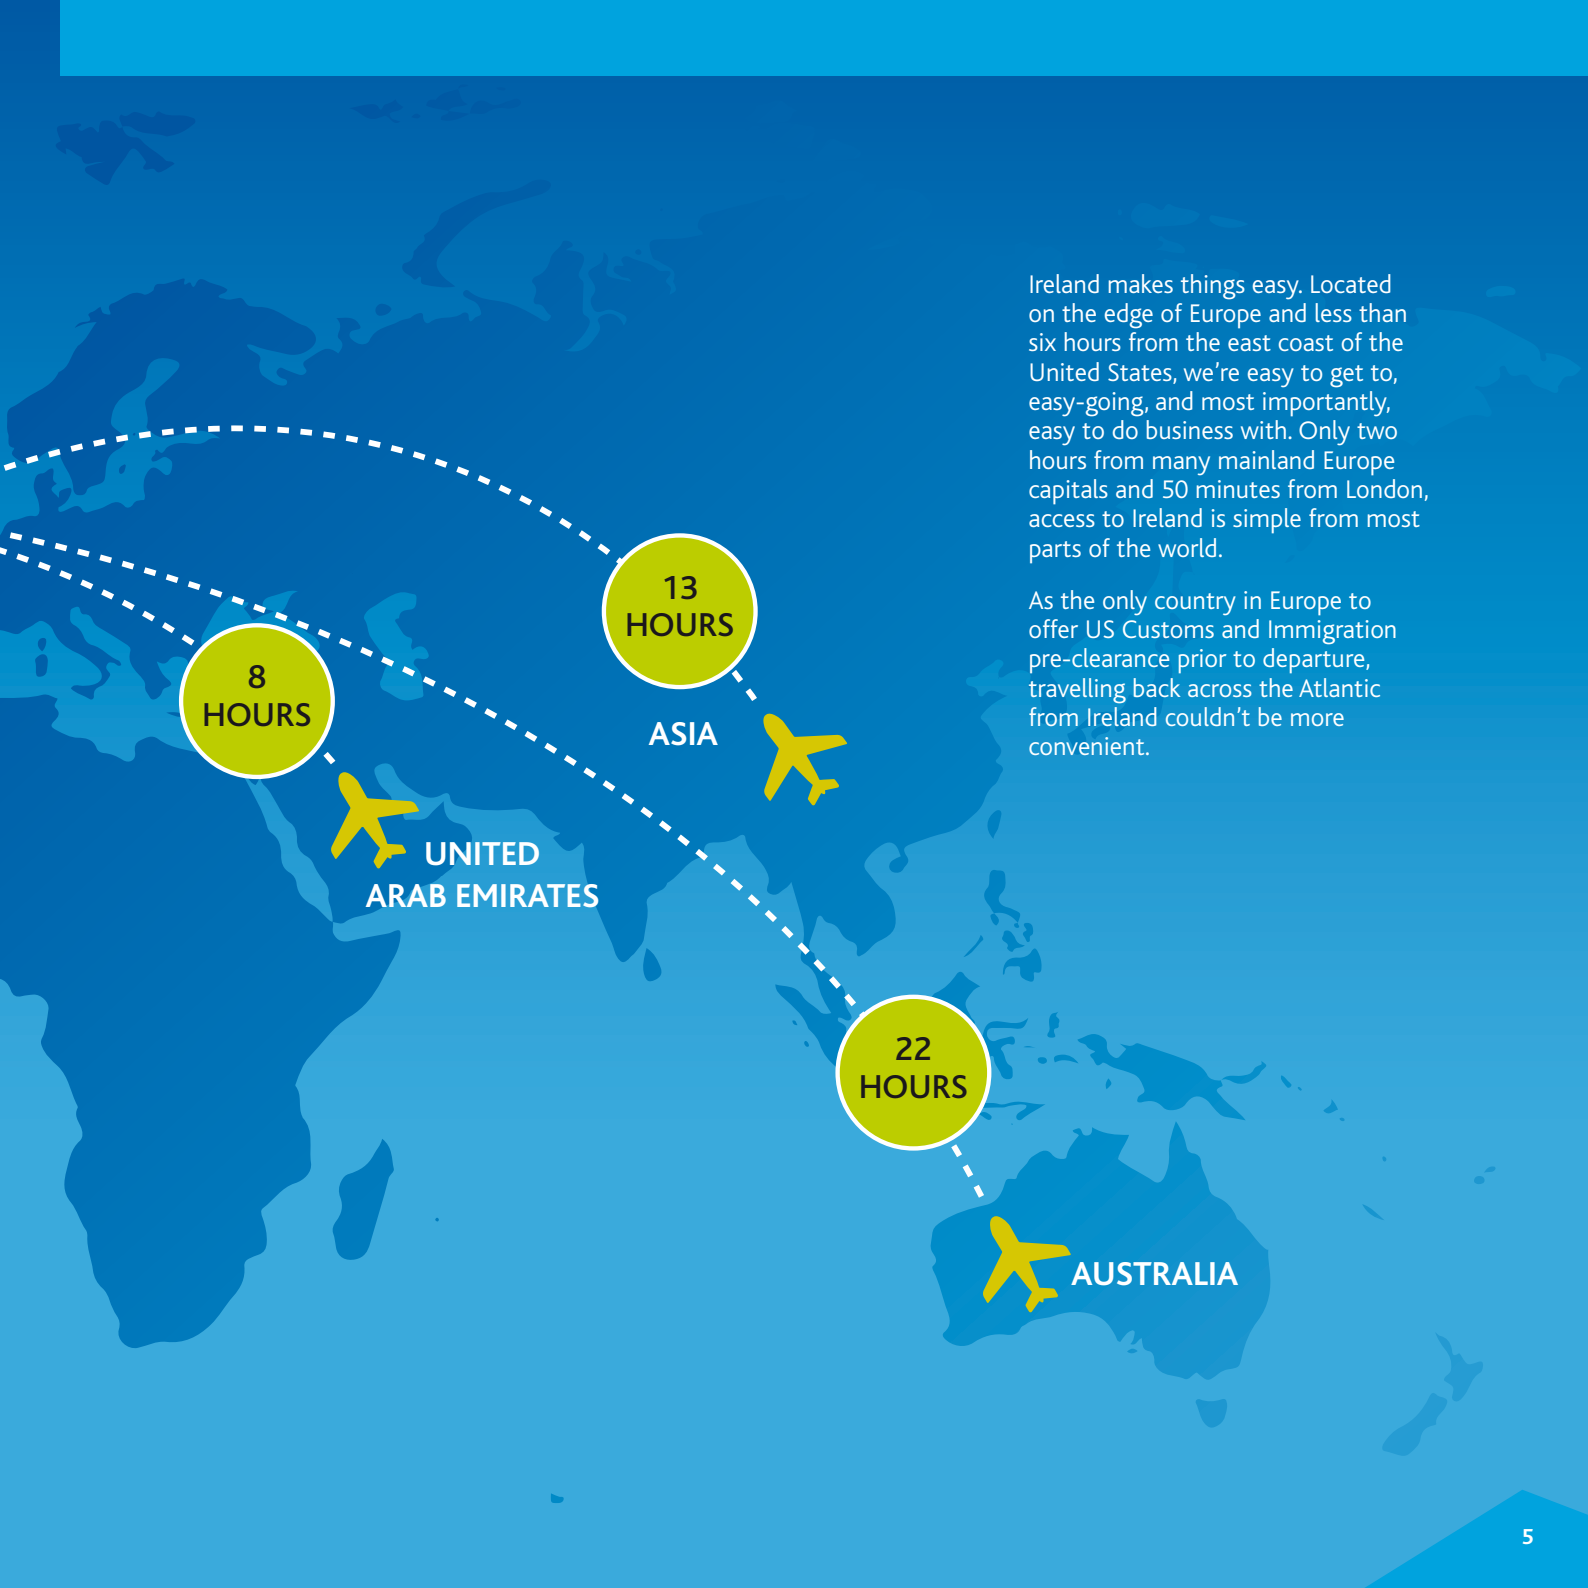 Ireland makes things easy. Located
on the edge of Europe and less than
six hours from the east coast of the
United States, we’re easy to get to,
easy-going, and most importantly,
easy to do business with. Only two
hours from many mainland Europe
capitals and 50 minutes from London,
access to Ireland is simple from most
parts of the world.
As the only country in Europe to
offer US Customs and Immigration
pre-clearance prior to departure,
travelling back across the Atlantic
from Ireland couldn’t be more
convenient.
13
HOURS
ASIA
8
HOURS
UNITED
ARAB EMIRATES
22
HOURS
AUSTRALIA
5